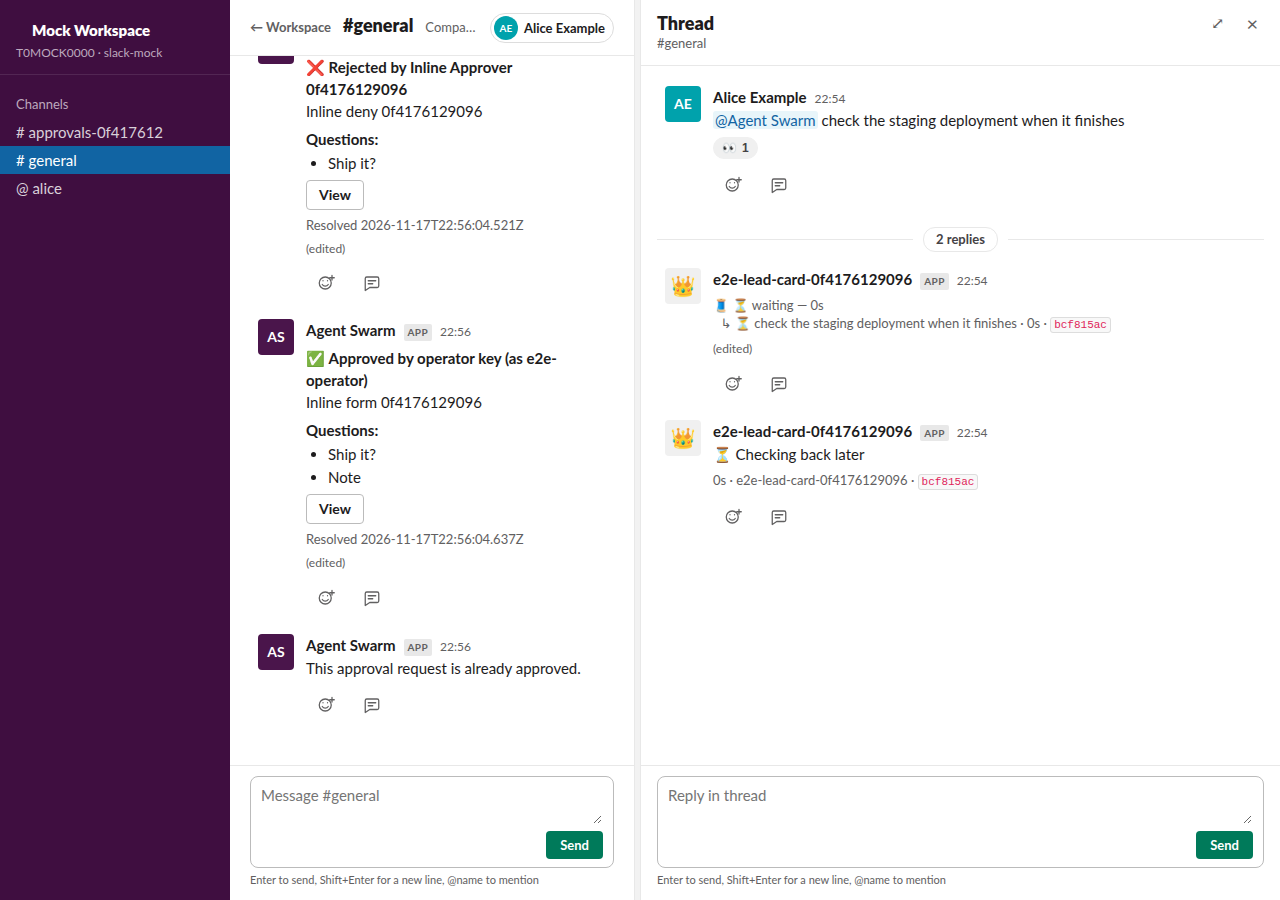 Mock Workspace
T0MOCK0000 · slack-mock
Channels
# approvals-0f417612
# general
@ alice
← Workspace #general Compa... AE Alice Example
❌ Rejected by Inline Approver
0f4176129096
Inline deny 0f4176129096
Questions:
• Ship it?
View
Resolved 2026-11-17T22:56:04.521Z
(edited)
AS Agent Swarm APP 22:56
✅ Approved by operator key (as e2e-
operator)
Inline form 0f4176129096
Questions:
• Ship it?
• Note
View
Resolved 2026-11-17T22:56:04.637Z
(edited)
AS Agent Swarm APP 22:56
This approval request is already approved.
Message #general
Send
Enter to send, Shift+Enter for a new line, @name to mention
Thread
#general
AE Alice Example 22:54
@Agent Swarm check the staging deployment when it finishes
👀 1
2 replies
e2e-lead-card-0f4176129096 APP 22:54
🧵 ⏳ waiting — 0s
↳ ⏳ check the staging deployment when it finishes · 0s · bcf815ac
(edited)
e2e-lead-card-0f4176129096 APP 22:54
⏳ Checking back later
0s · e2e-lead-card-0f4176129096 · bcf815ac
Reply in thread
Send
Enter to send, Shift+Enter for a new line, @name to mention